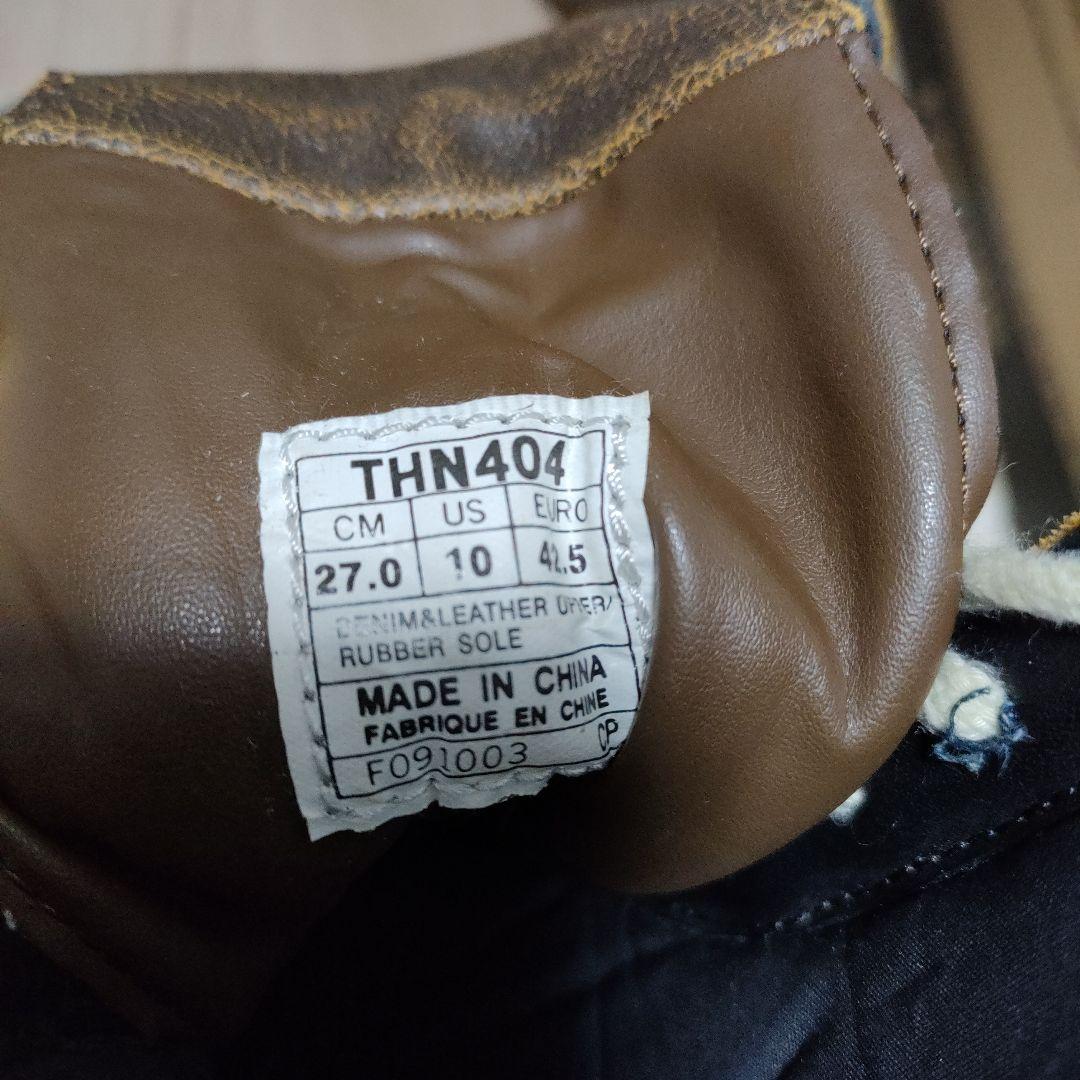 THN404
CM US EURO
27.0 10 42.5
DENIM&LEATHER UPPER/
RUBBER SOLE
MADE IN CHINA
FABRIQUE EN CHINE
F091003 CP